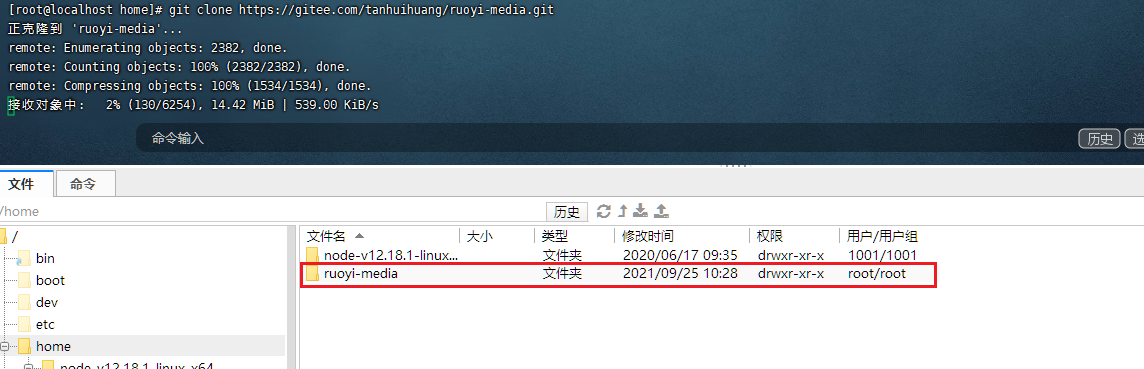 [root@localhost home]# git clone https://gitee.com/tanhuihuang/ruoyi-media.git
正克隆到 'ruoyi-media'...
remote: Enumerating objects: 2382, done.
remote: Counting objects: 100% (2382/2382), done.
remote: Compressing objects: 100% (1534/1534), done.
接收对象中:   2% (130/6254), 14.42 MiB | 539.00 KiB/s
命令输入 历史 选
文件 命令
/home 历史
/ 文件名 大小 类型 修改时间 权限 用户/用户组
bin node-v12.18.1-linux... 文件夹 2020/06/17 09:35 drwxr-xr-x 1001/1001
boot ruoyi-media 文件夹 2021/09/25 10:28 drwxr-xr-x root/root
dev
etc
home
node-v12.18.1-linux-x64